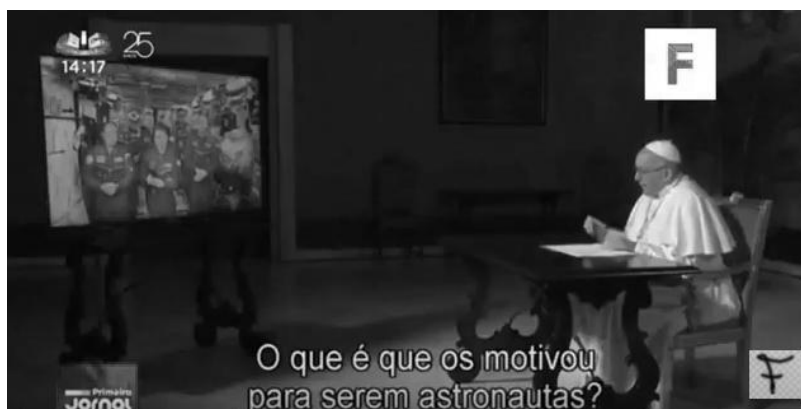 25
14:17
F
O que é que os motivou
para serem astronautas?
Primeiro
Jornal
F